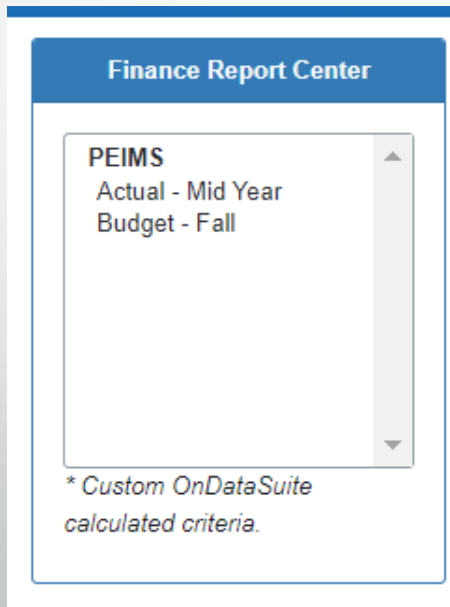 Finance Report Center
PEIMS
Actual - Mid Year
Budget - Fall
* Custom OnDataSuite
calculated criteria.